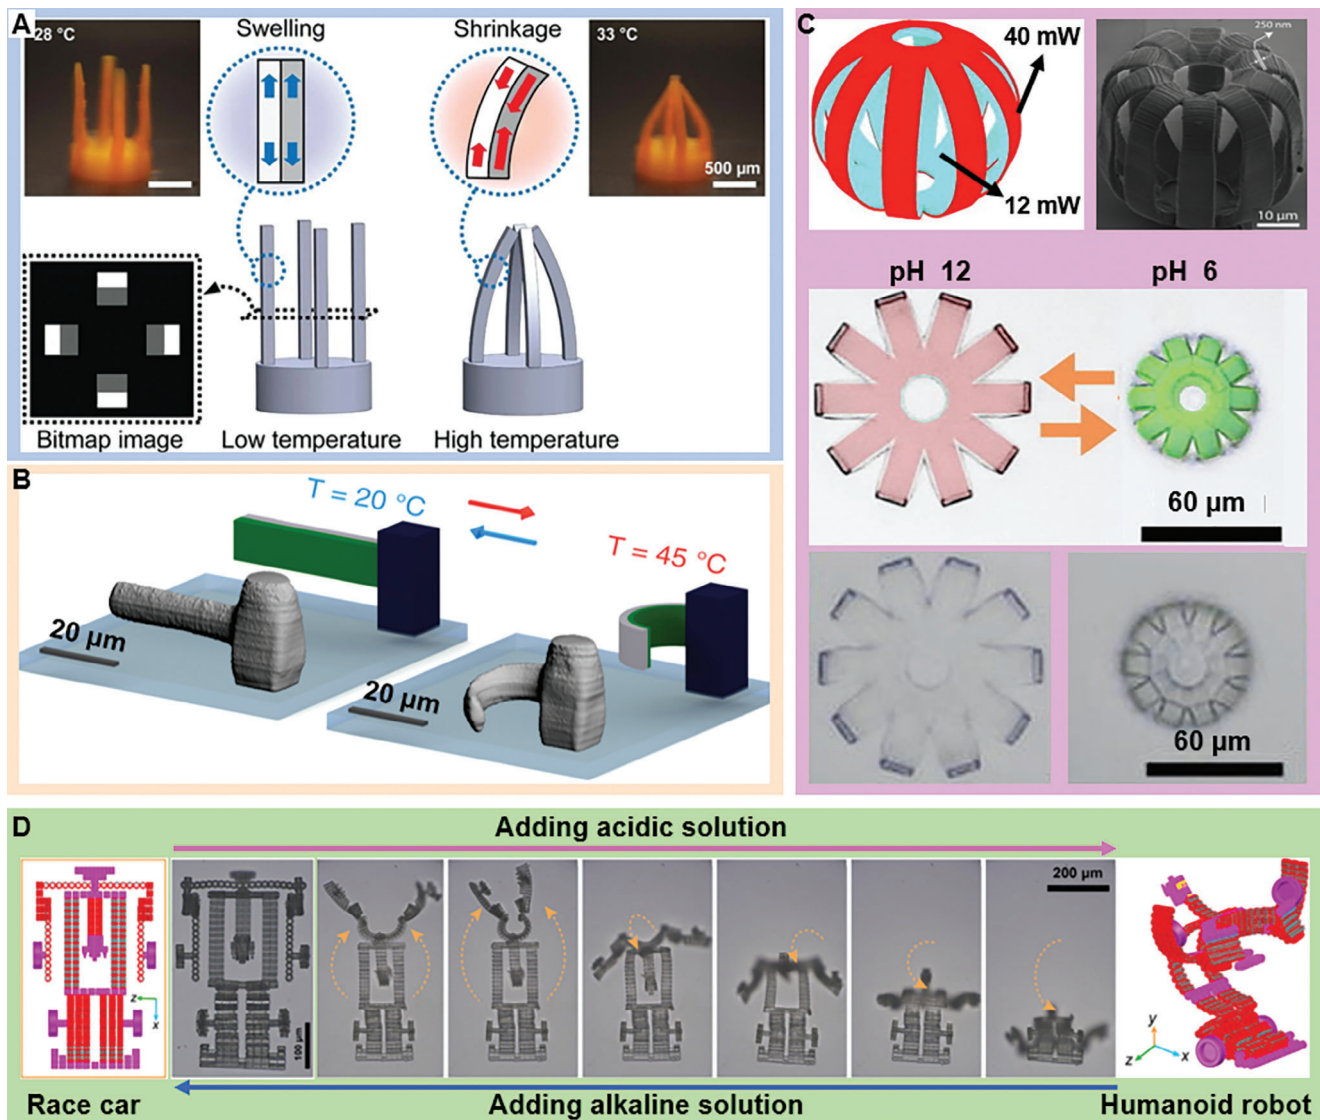 A
28 °C
Swelling
Shrinkage
33 °C
500 µm
Bitmap image
Low temperature
High temperature
B
T = 20 °C
T = 45 °C
20 µm
20 µm
C
40 mW
12 mW
250 nm
10 µm
pH 12
pH 6
60 µm
60 µm
D
Adding acidic solution
200 µm
z
x
100 µm
y
z
x
Race car
Adding alkaline solution
Humanoid robot